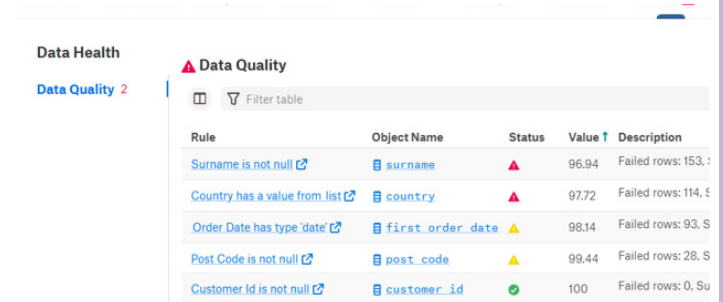 Data Health
Data Quality 2
Data Quality
Filter table
Rule Object Name Status Value ↑ Description
Surname is not null surname 96.94 Failed rows: 153,
Country has a value from list country 97.72 Failed rows: 114,
Order Date has type 'date' first_order_date 98.14 Failed rows: 93, S
Post Code is not null post_code 99.44 Failed rows: 28, S
Customer Id is not null customer_id 100 Failed rows: 0, Su